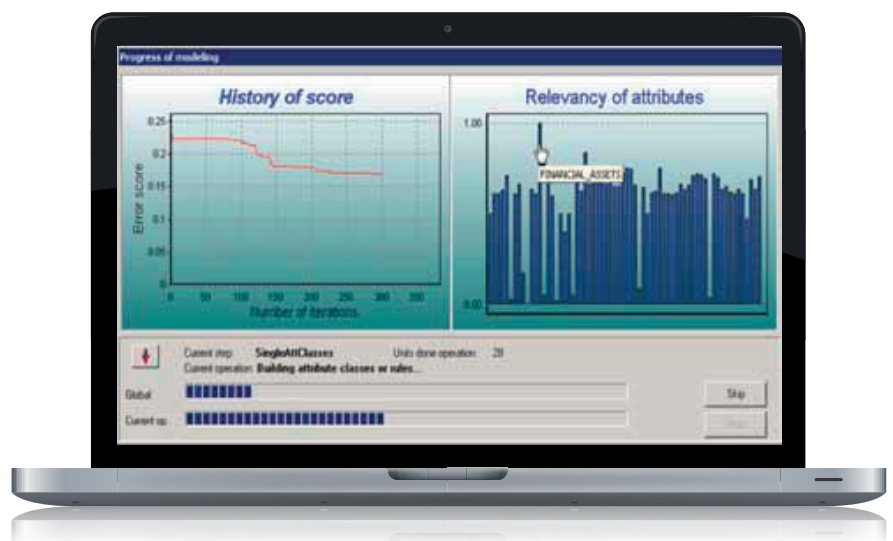 Progress of modeling
History of score
0.25
0.2
0.15
0.1
0.05
0
Error score
0 50 100 150 200 250 300 350
Number of iterations
Relevancy of attributes
1.00
FINANCIAL_ASSETS
0.00
Current step: SingleAttClasses Units done operation: 28
Current operation: Building attribute classes or rules...
Global
Current op
Skip